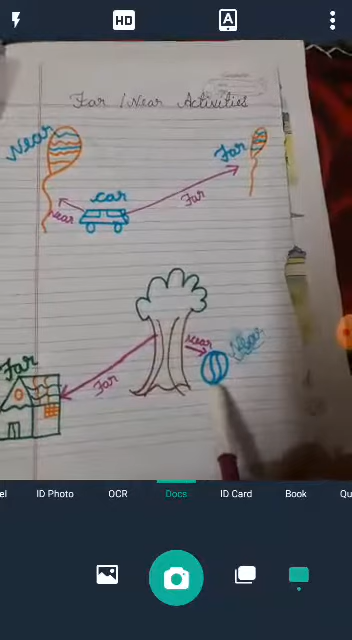 HD
A
Far / Near Activities
Near
Far
car
near
Far
near
Far
Far
el
ID Photo
OCR
Docs
ID Card
Book
Qu